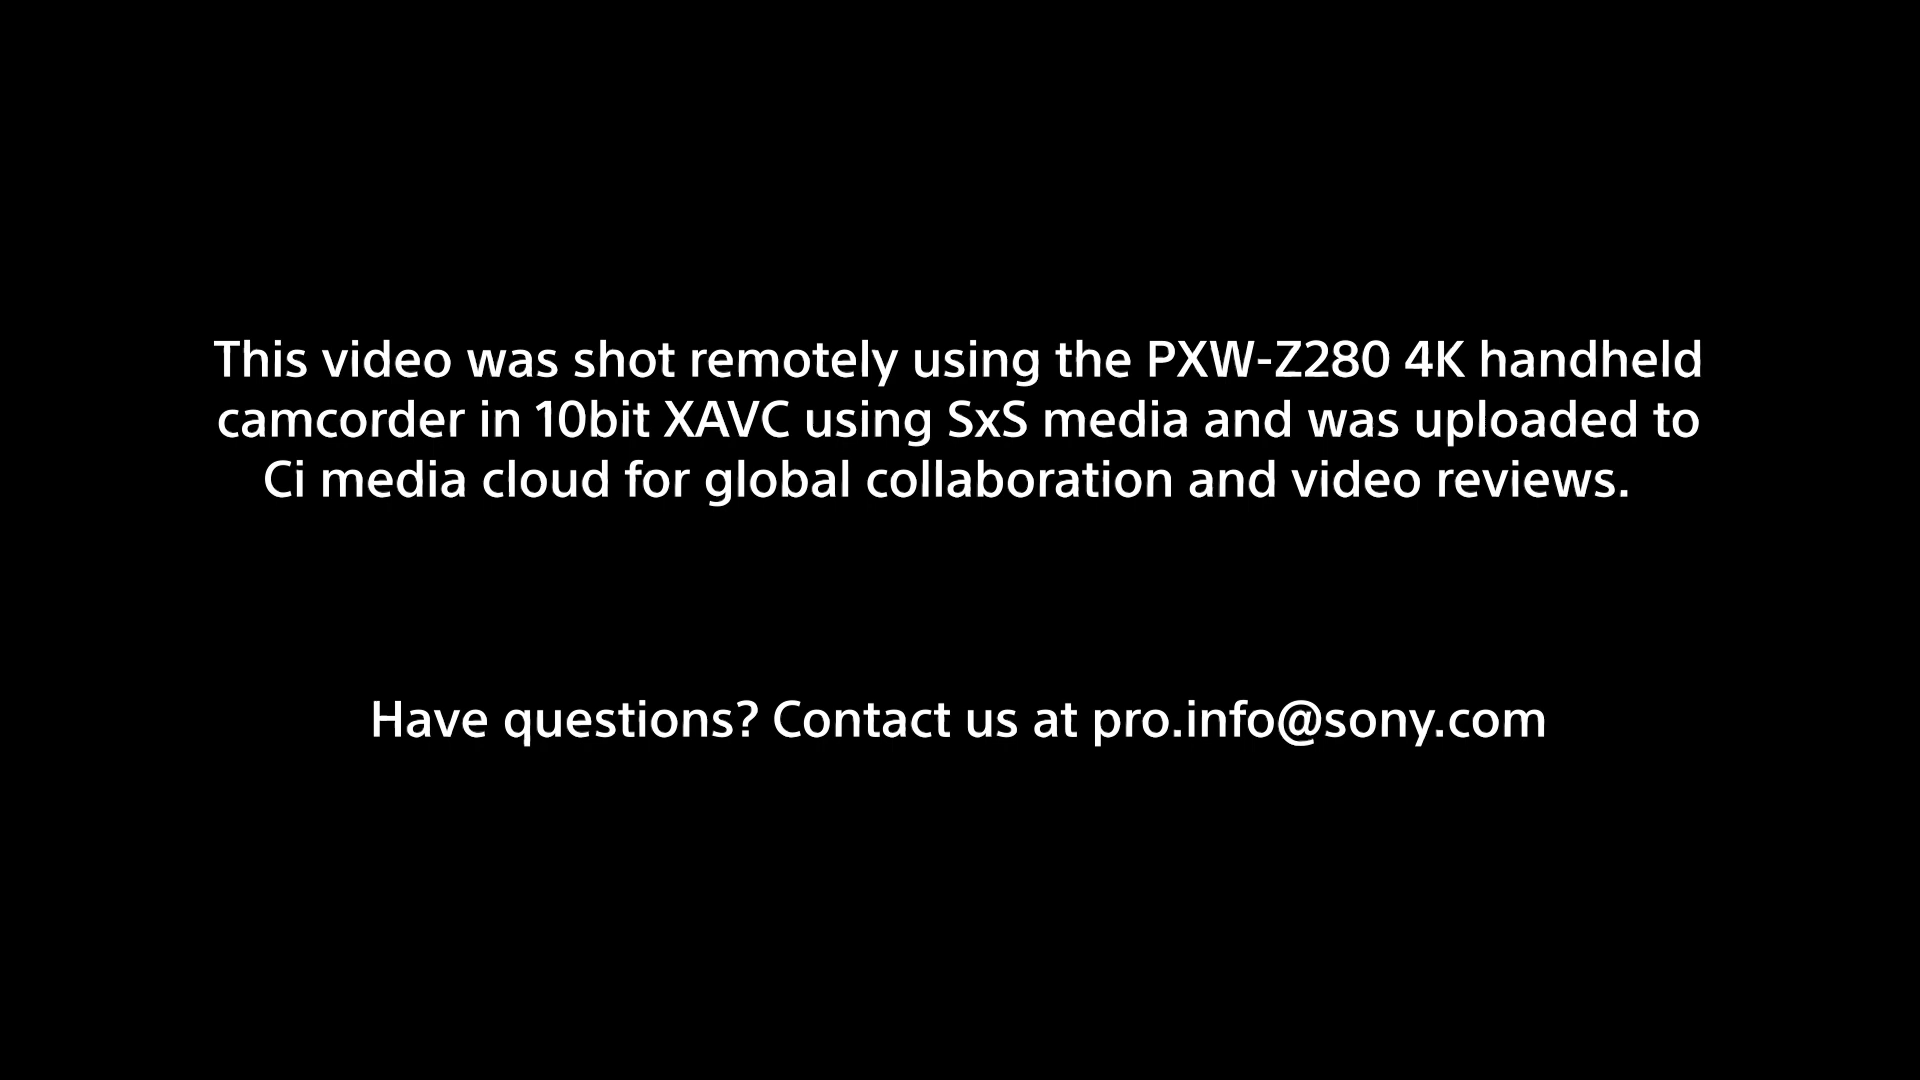 This video was shot remotely using the PXW-Z280 4K handheld
camcorder in 10bit XAVC using SxS media and was uploaded to
Ci media cloud for global collaboration and video reviews.
Have questions? Contact us at pro.info@sony.com